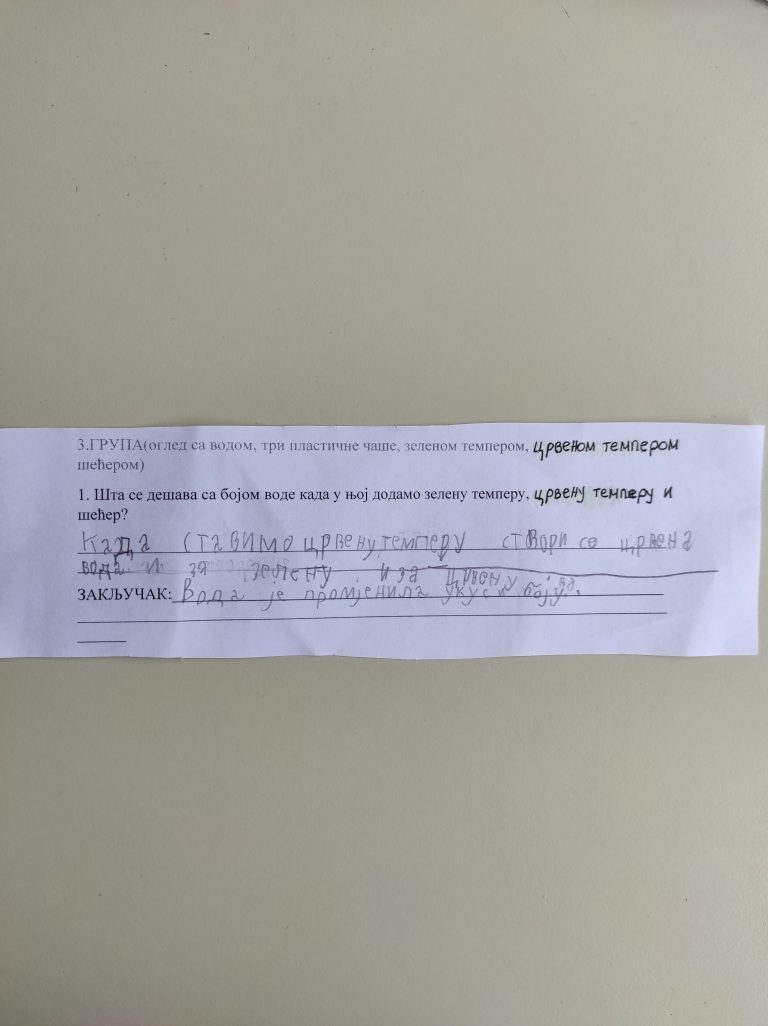 3.ГРУПА(оглед са водом, три пластичне чаше, зеленом темпером, црвеном темпером
шећером)
1. Шта се дешава са бојом воде када у њој додамо зелену темперу, црвену темперу и
шећер?
Када ставимо црвену темперу створи се црвена
вода и за зелену и за црвену
ЗАКЉУЧАК: Вода је промјенила укус и боју.